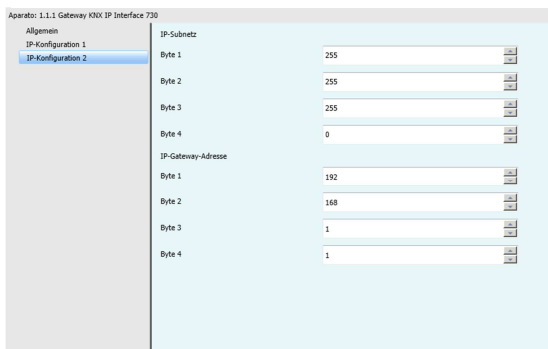 Aparato: 1.1.1 Gateway KNX IP Interface 730
Allgemein
IP-Konfiguration 1
IP-Konfiguration 2
IP-Subnetz
Byte 1 255
Byte 2 255
Byte 3 255
Byte 4 0
IP-Gateway-Adresse
Byte 1 192
Byte 2 168
Byte 3 1
Byte 4 1